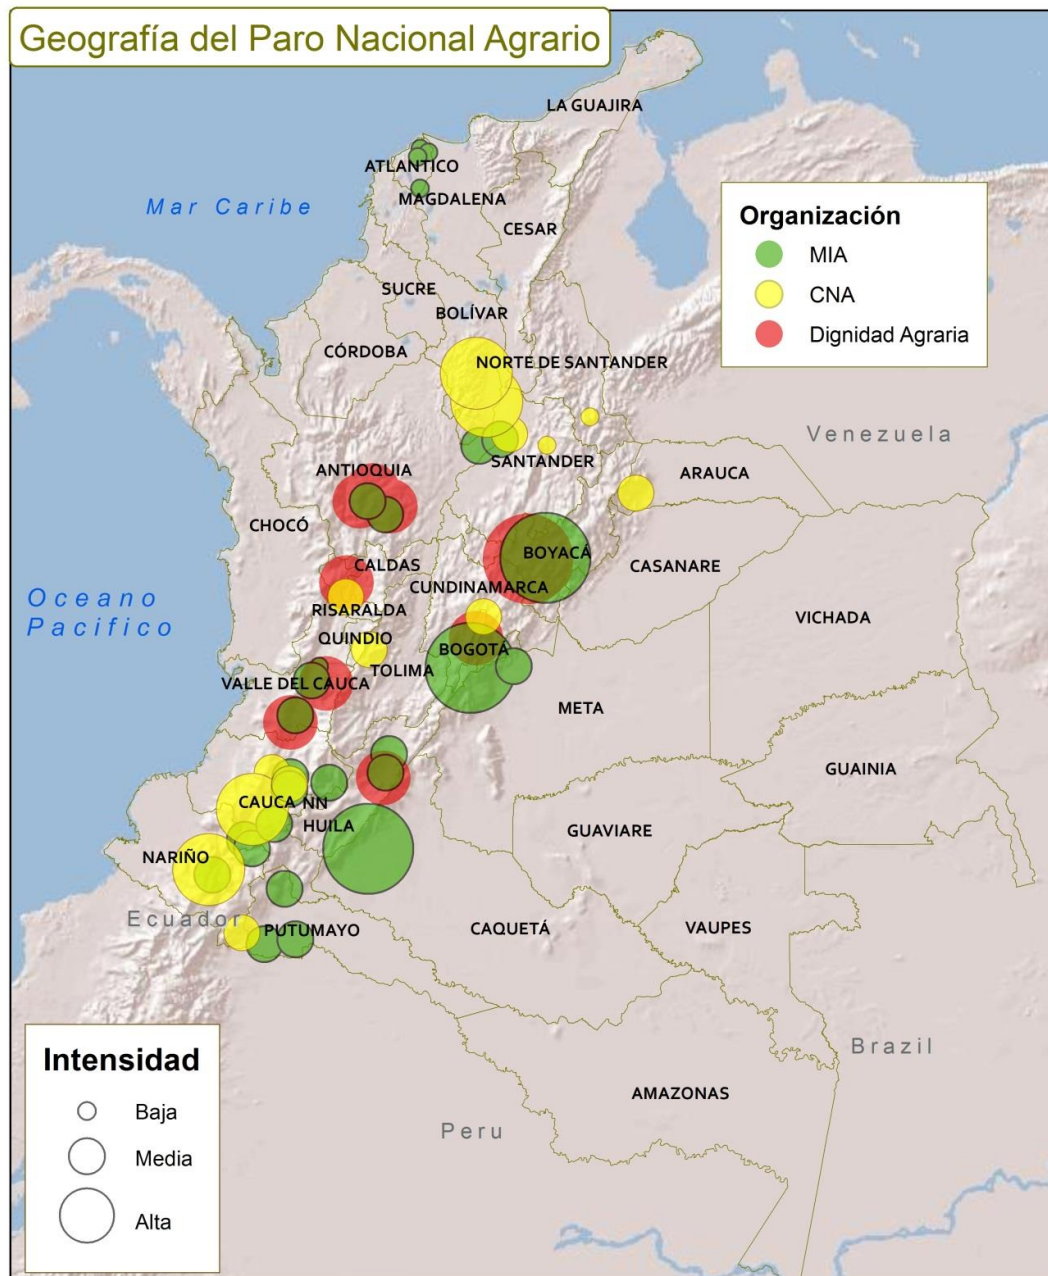 Geografía del Paro Nacional Agrario
LA GUAJIRA
ATLANTICO
Mar Caribe
MAGDALENA
Organización
CESAR
MIA
SUCRE
CNA
BOLÍVAR
Dignidad Agraria
CÓRDOBA
NORTE DE SANTANDER
Venezuela
SANTANDER
ANTIOQUIA
ARAUCA
CHOCÓ
BOYACÁ
CALDAS
CASANARE
CUNDINAMARCA
Oceano
Pacifico
RISARALDA
VICHADA
QUINDIO
BOGOTÁ
TOLIMA
VALLE DEL CAUCA
META
GUAINIA
CAUCA
NN
HUILA
GUAVIARE
NARIÑO
Ecuador
PUTUMAYO
CAQUETÁ
VAUPES
Brazil
Intensidad
AMAZONAS
Baja
Peru
Media
Alta